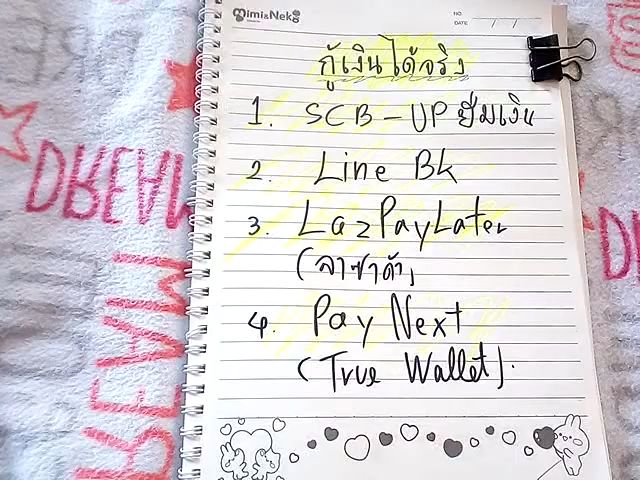 Mimi&Neko
NO.
DATE / /
กู้เงินได้จริง
1. SCB - UP ยืมเงิน
2. Line Bk
3. LazPayLater
(ลาซาด้า)
4. Pay Next
(True Wallet).
DREAM
DREAM
D